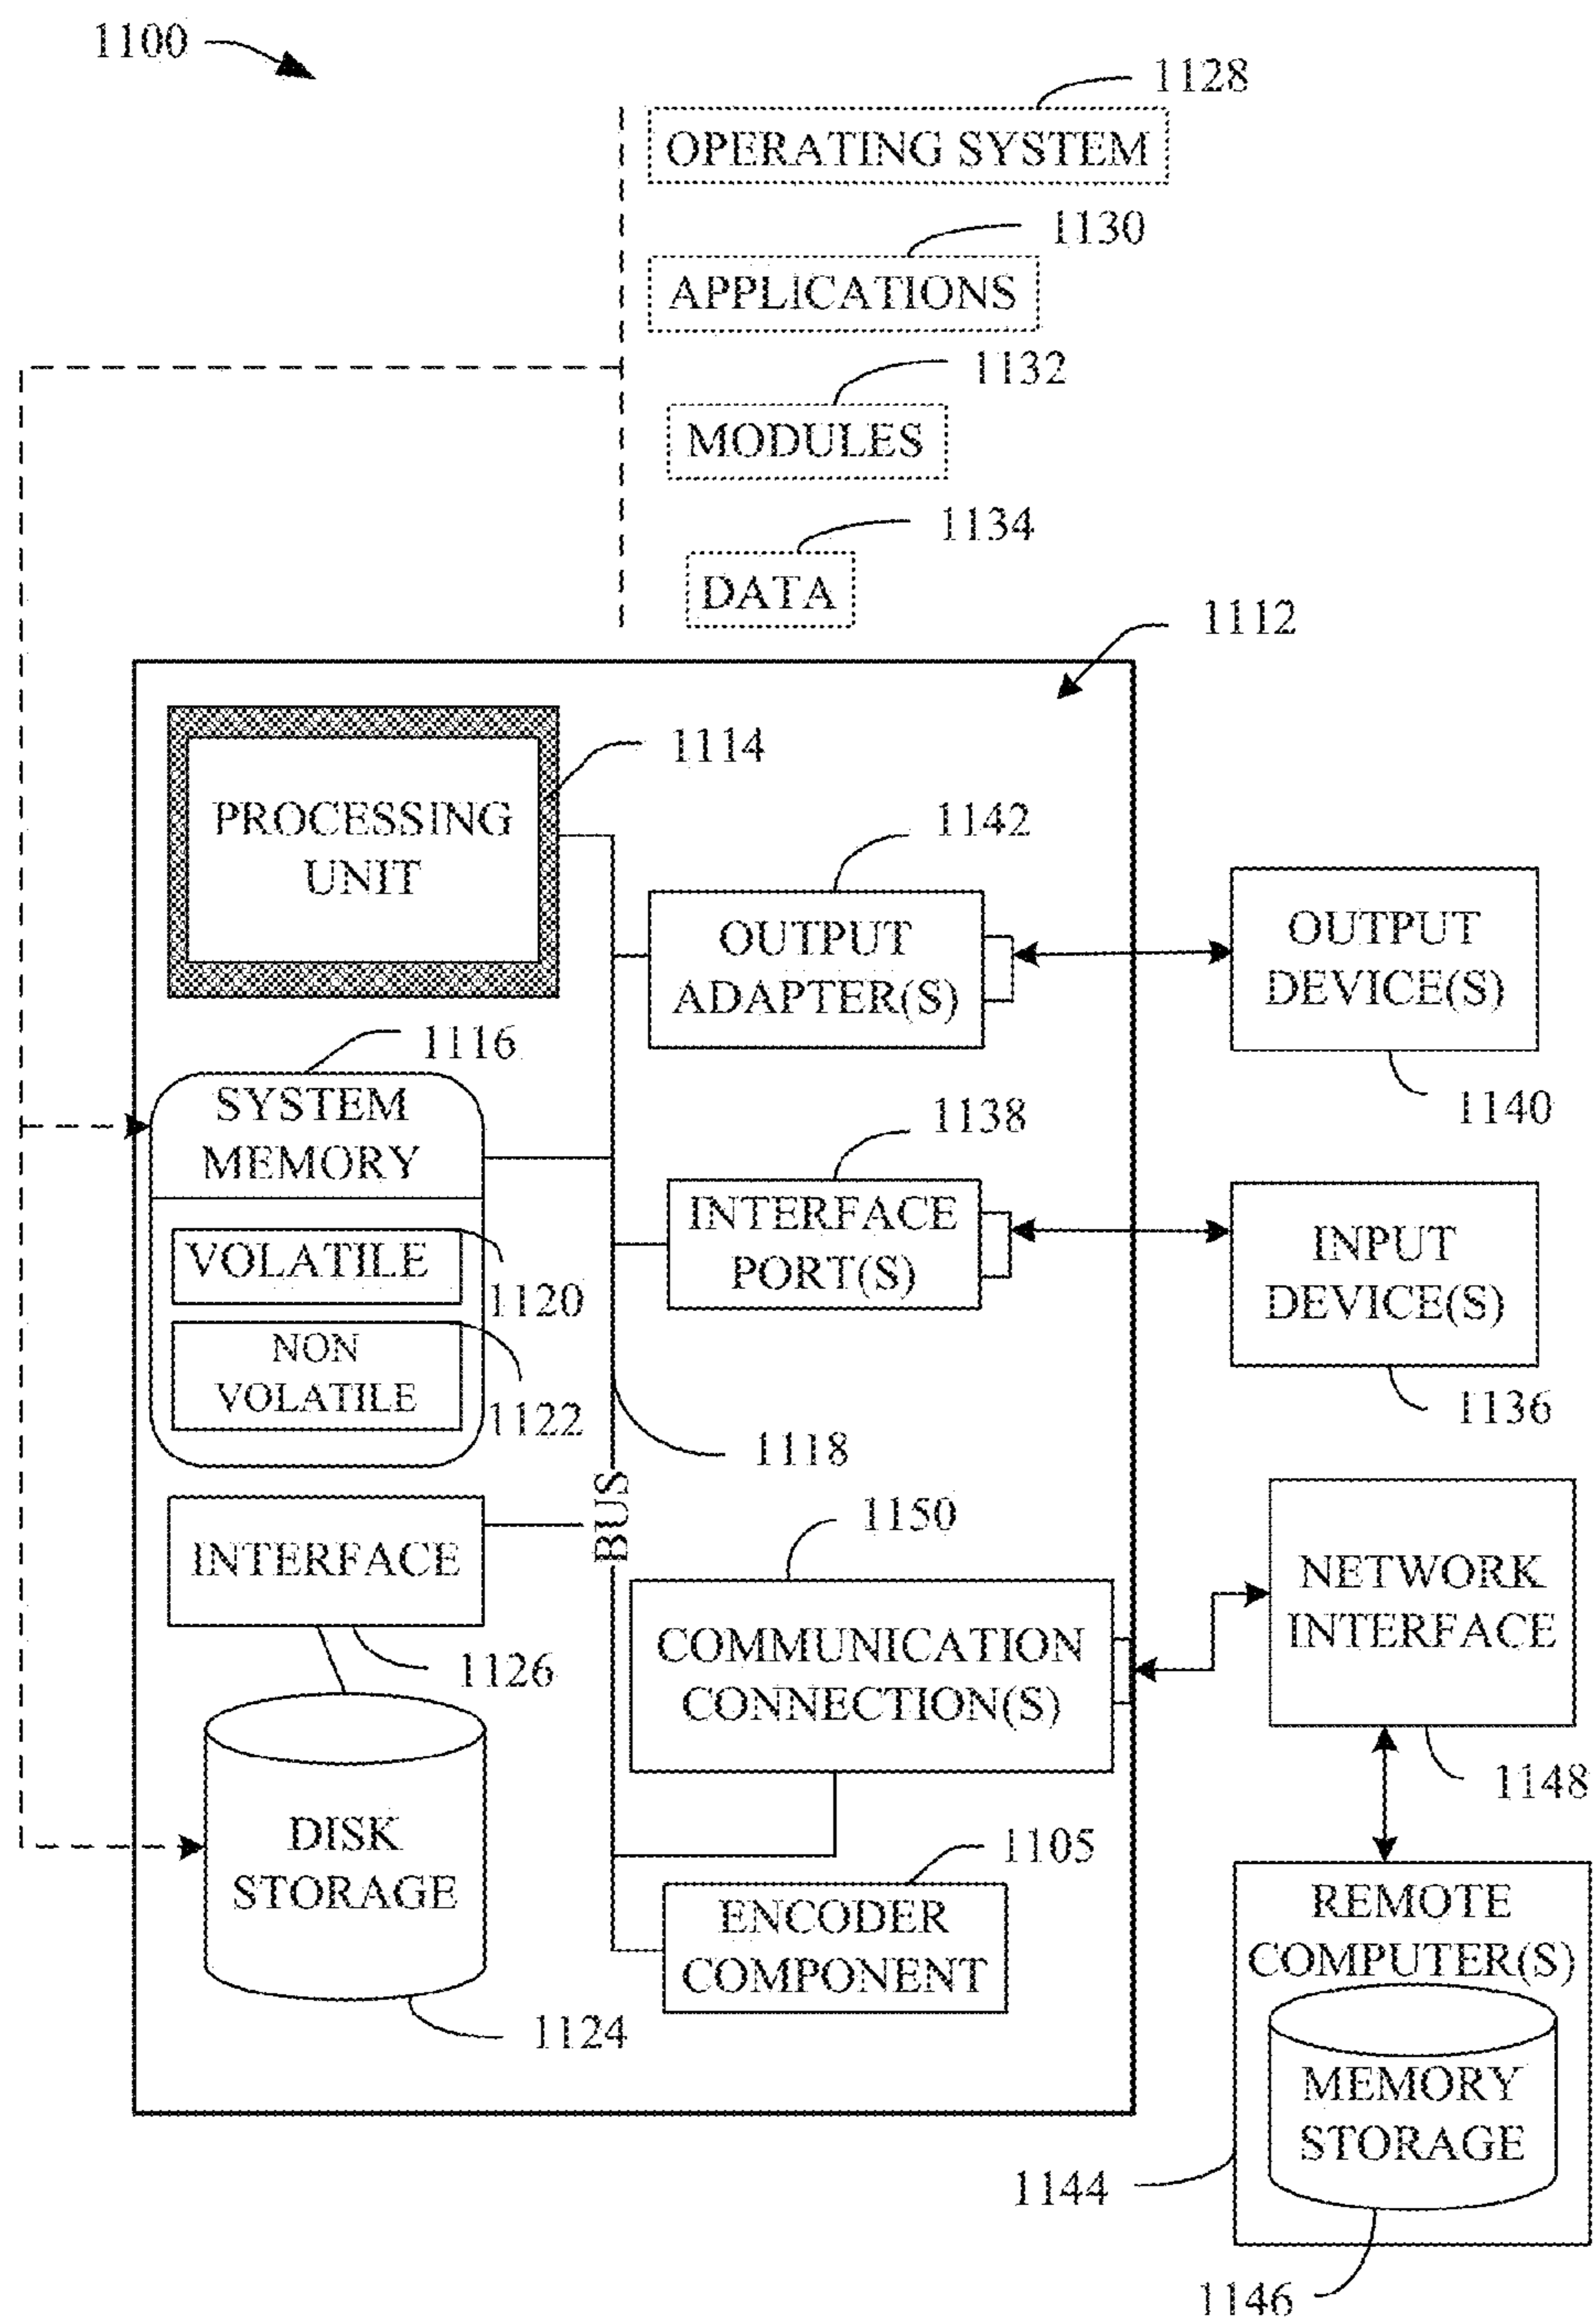 1100
1128
OPERATING SYSTEM
1130
APPLICATIONS
1132
MODULES
1134
DATA
1112
PROCESSING
UNIT
1114
1142
OUTPUT
ADAPTER(S)
OUTPUT
DEVICE(S)
1140
1116
SYSTEM
MEMORY
VOLATILE
1120
NON
VOLATILE
1122
1138
INTERFACE
PORT(S)
INPUT
DEVICE(S)
1136
1118
BUS
INTERFACE
1126
1150
COMMUNICATION
CONNECTION(S)
NETWORK
INTERFACE
1148
DISK
STORAGE
1124
1105
ENCODER
COMPONENT
REMOTE
COMPUTER(S)
MEMORY
STORAGE
1144
1146